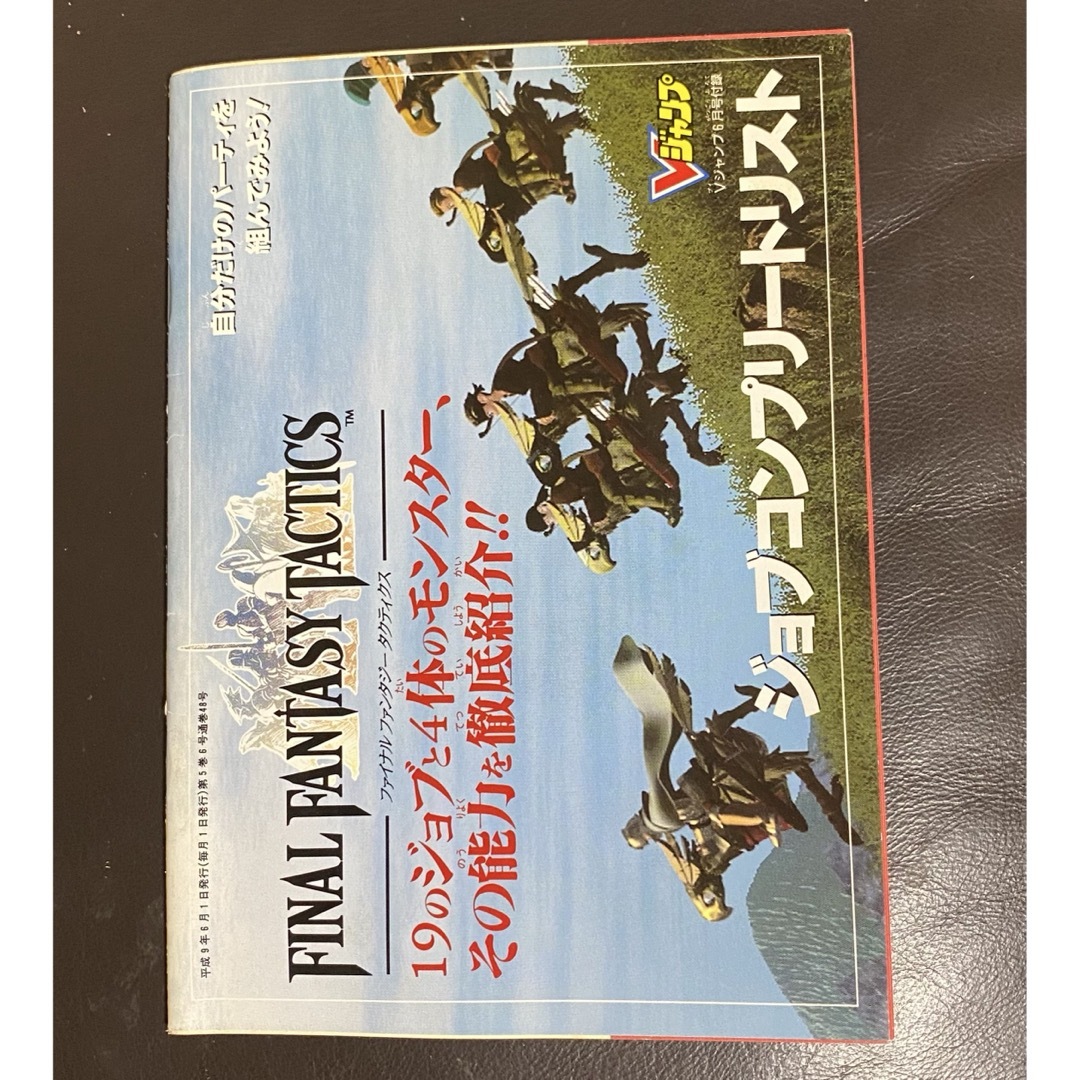 平成9年6月1日発行(毎月1日発行)第5巻6号通巻48号
自分だけのパーティを
組んでみよう!
FINAL FANTASY TACTICS™
ファイナルファンタジータクティクス
19のジョブと4体のモンスター、
その能力を徹底紹介!!
Vジャンプ
Vジャンプ6月号付録
ジョブコンプリートリスト